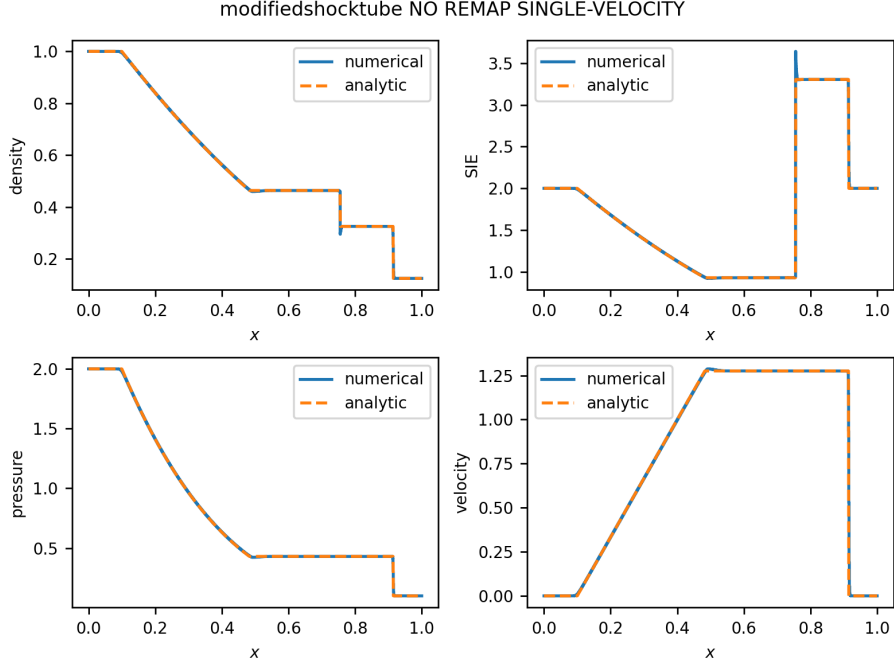 modifiedshocktube NO REMAP SINGLE-VELOCITY
density
1.0
0.8
0.6
0.4
0.2
numerical
analytic
0.0 0.2 0.4 0.6 0.8 1.0
x
SIE
3.5
3.0
2.5
2.0
1.5
1.0
numerical
analytic
0.0 0.2 0.4 0.6 0.8 1.0
x
pressure
2.0
1.5
1.0
0.5
numerical
analytic
0.0 0.2 0.4 0.6 0.8 1.0
x
velocity
1.25
1.00
0.75
0.50
0.25
0.00
numerical
analytic
0.0 0.2 0.4 0.6 0.8 1.0
x